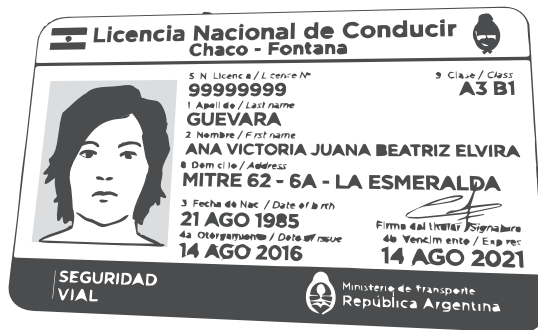 Licencia Nacional de Conducir
Chaco - Fontana
5 N Licencia / License Nº
99999999
9 Clase / Class
A3 B1
1 Apellido / Last name
GUEVARA
2 Nombre / First name
ANA VICTORIA JUANA BEATRIZ ELVIRA
8 Domicilio / Address
MITRE 62 - 6A - LA ESMERALDA
3 Fecha de Nac / Date of birth
21 AGO 1985
Firma del titular / Signature
4a Otorgamiento / Date of issue
14 AGO 2016
4b Vencimiento / Expires
14 AGO 2021
SEGURIDAD
VIAL
Ministerio de Transporte
República Argentina